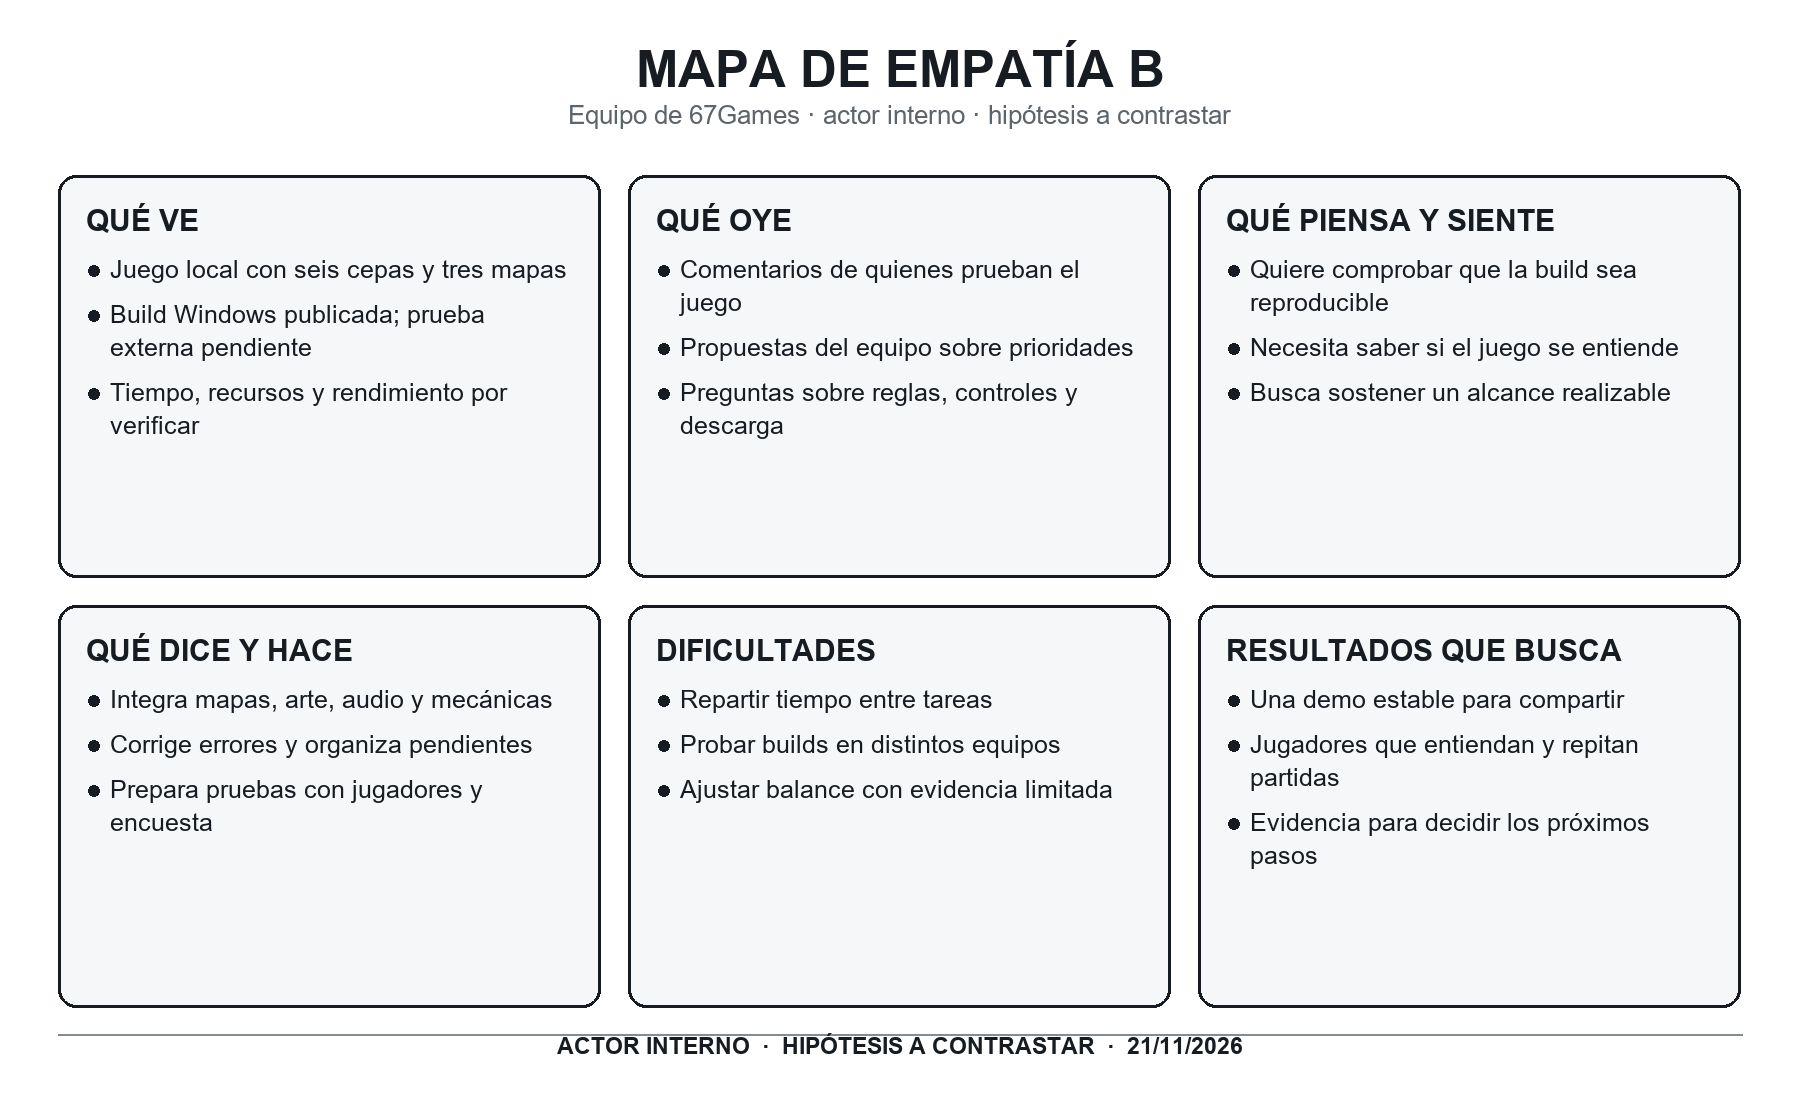 MAPA DE EMPATÍA B
Equipo de 67Games · actor interno · hipótesis a contrastar
QUÉ VE
● Juego local con seis cepas y tres mapas
● Build Windows publicada; prueba
externa pendiente
● Tiempo, recursos y rendimiento por
verificar
QUÉ OYE
● Comentarios de quienes prueban el
juego
● Propuestas del equipo sobre prioridades
● Preguntas sobre reglas, controles y
descarga
QUÉ PIENSA Y SIENTE
● Quiere comprobar que la build sea
reproducible
● Necesita saber si el juego se entiende
● Busca sostener un alcance realizable
QUÉ DICE Y HACE
● Integra mapas, arte, audio y mecánicas
● Corrige errores y organiza pendientes
● Prepara pruebas con jugadores y
encuesta
DIFICULTADES
● Repartir tiempo entre tareas
● Probar builds en distintos equipos
● Ajustar balance con evidencia limitada
RESULTADOS QUE BUSCA
● Una demo estable para compartir
● Jugadores que entiendan y repitan
partidas
● Evidencia para decidir los próximos
pasos
ACTOR INTERNO · HIPÓTESIS A CONTRASTAR · 21/11/2026